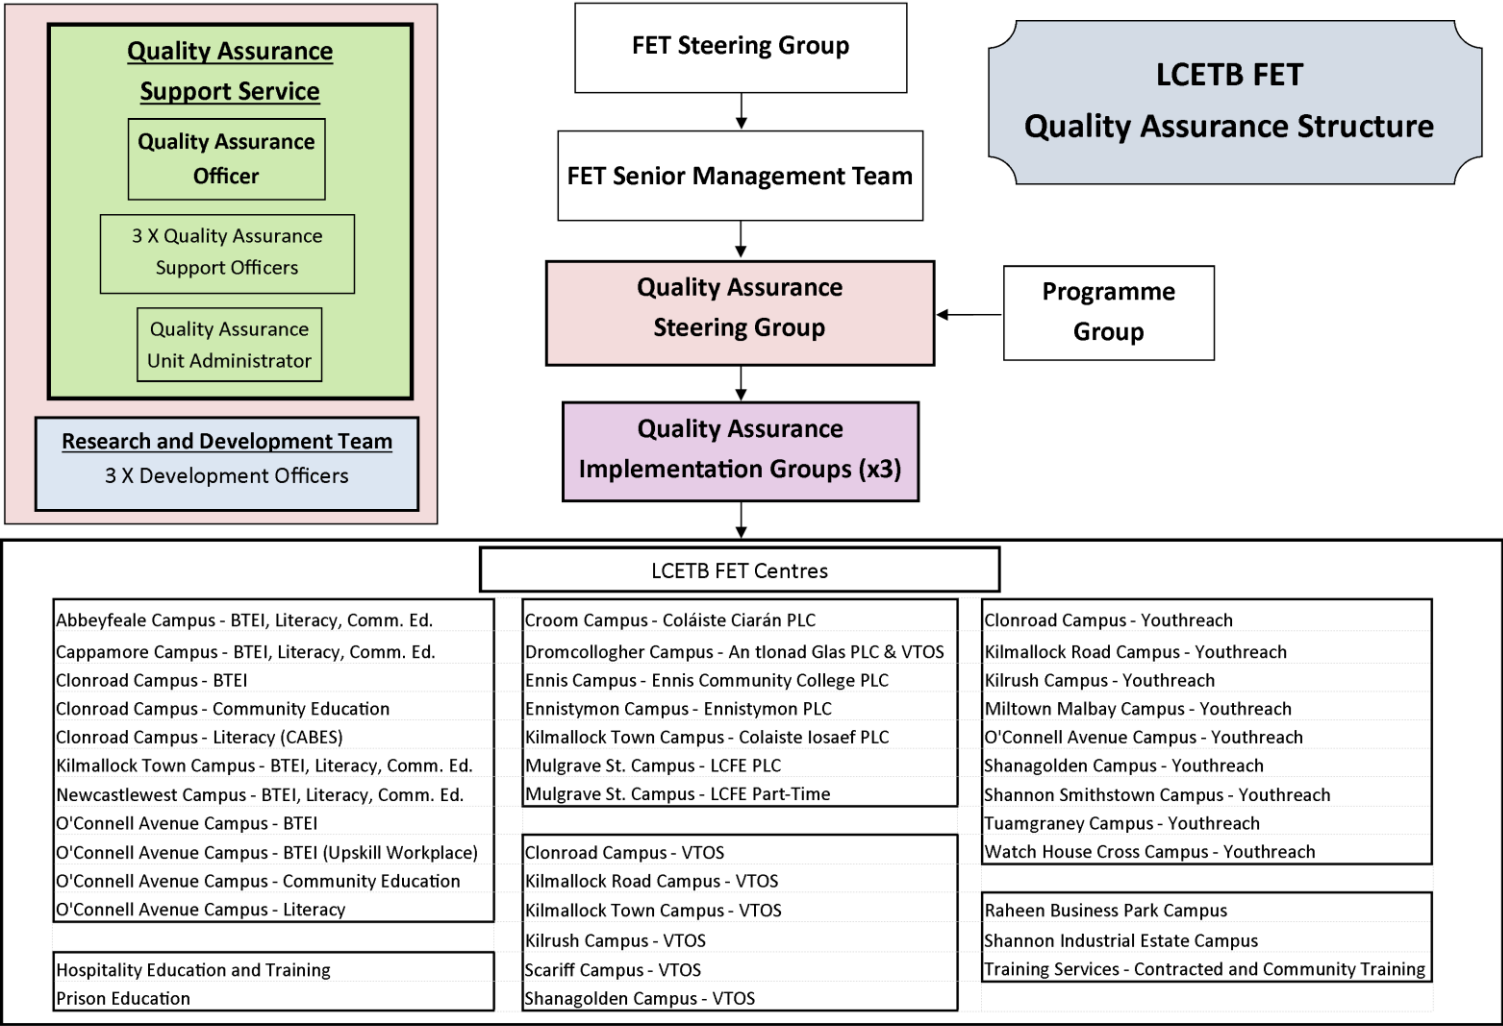 Quality Assurance
Support Service
Quality Assurance
Officer
3 X Quality Assurance
Support Officers
Quality Assurance
Unit Administrator
Research and Development Team
3 X Development Officers
FET Steering Group
FET Senior Management Team
Quality Assurance
Steering Group
Quality Assurance
Implementation Groups (x3)
LCETB FET
Quality Assurance Structure
Programme
Group
LCETB FET Centres
Abbeyfeale Campus - BTEI, Literacy, Comm. Ed.
Cappamore Campus - BTEI, Literacy, Comm. Ed.
Clonroad Campus - BTEI
Clonroad Campus - Community Education
Clonroad Campus - Literacy (CABES)
Kilmallock Town Campus - BTEI, Literacy, Comm. Ed.
Newcastlewest Campus - BTEI, Literacy, Comm. Ed.
O'Connell Avenue Campus - BTEI
O'Connell Avenue Campus - BTEI (Upskill Workplace)
O'Connell Avenue Campus - Community Education
O'Connell Avenue Campus - Literacy
Hospitality Education and Training
Prison Education
Croom Campus - Coláiste Ciarán PLC
Dromcollogher Campus - An tIonad Glas PLC & VTOS
Ennis Campus - Ennis Community College PLC
Ennistymon Campus - Ennistymon PLC
Kilmallock Town Campus - Colaiste Iosaef PLC
Mulgrave St. Campus - LCFE PLC
Mulgrave St. Campus - LCFE Part-Time
Clonroad Campus - VTOS
Kilmallock Road Campus - VTOS
Kilmallock Town Campus - VTOS
Kilrush Campus - VTOS
Scariff Campus - VTOS
Shanagolden Campus - VTOS
Clonroad Campus - Youthreach
Kilmallock Road Campus - Youthreach
Kilrush Campus - Youthreach
Miltown Malbay Campus - Youthreach
O'Connell Avenue Campus - Youthreach
Shanagolden Campus - Youthreach
Shannon Smithstown Campus - Youthreach
Tuamgraney Campus - Youthreach
Watch House Cross Campus - Youthreach
Raheen Business Park Campus
Shannon Industrial Estate Campus
Training Services - Contracted and Community Training